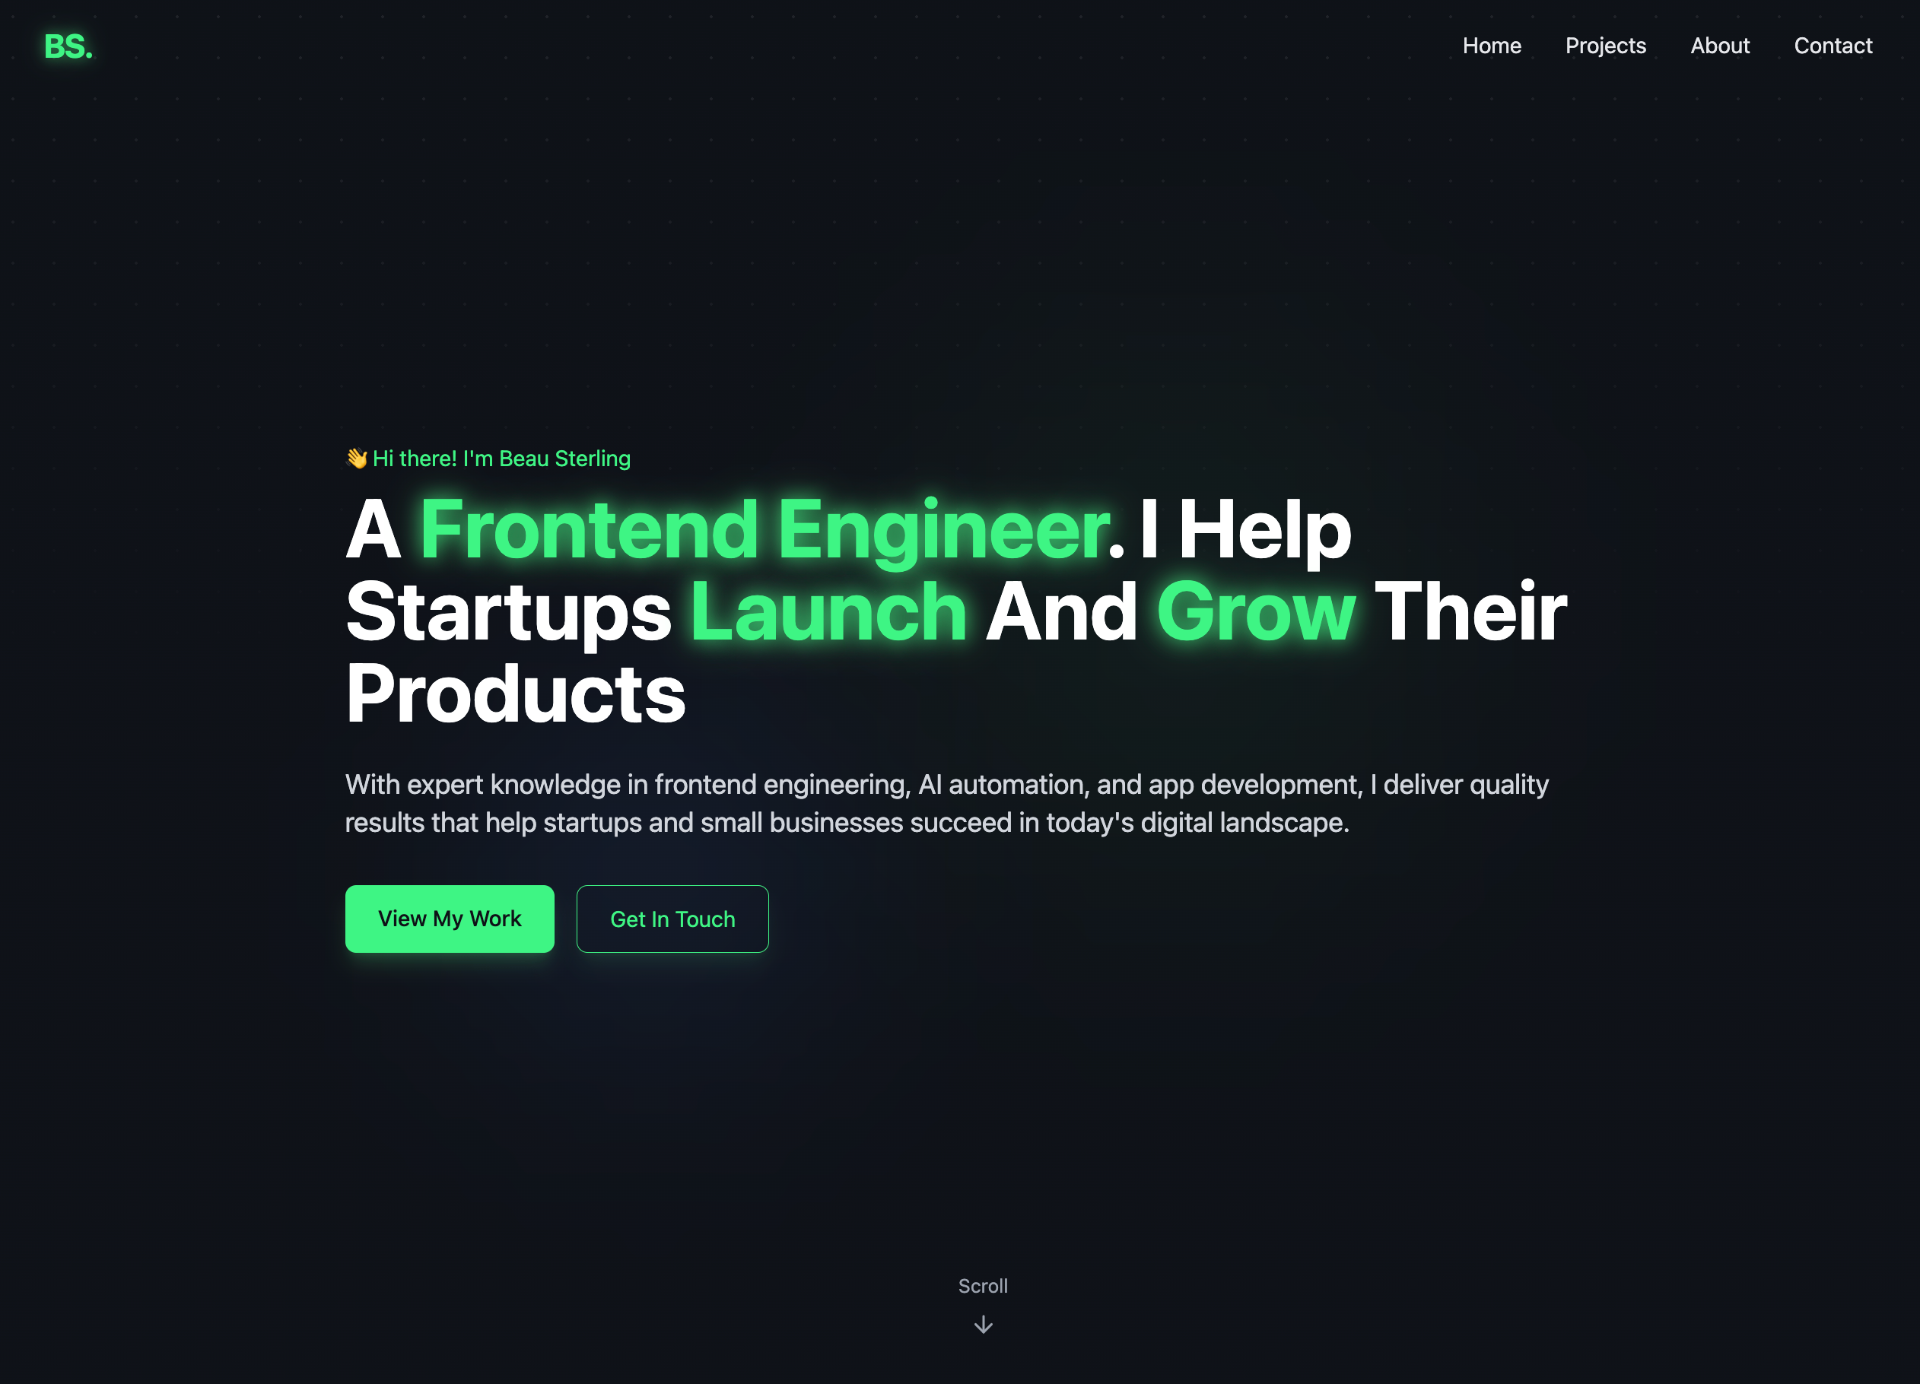 BS.
Home
Projects
About
Contact
👋 Hi there! I'm Beau Sterling
A Frontend Engineer. I Help
Startups Launch And Grow Their
Products
With expert knowledge in frontend engineering, AI automation, and app development, I deliver quality
results that help startups and small businesses succeed in today's digital landscape.
View My Work
Get In Touch
Scroll